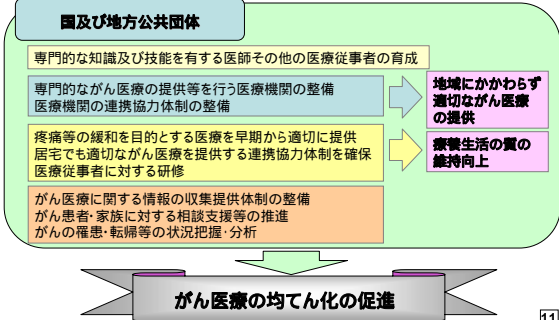 国及び地方公共団体
専門的な知識及び技能を有する医師その他の医療従事者の育成
専門的ながん医療の提供等を行う医療機関の整備
医療機関の連携協力体制の整備
地域にかかわらず
適切ながん医療
の提供
疼痛等の緩和を目的とする医療を早期から適切に提供
居宅でも適切ながん医療を提供する連携協力体制を確保
医療従事者に対する研修
療養生活の質の
維持向上
がん医療に関する情報の収集提供体制の整備
がん患者・家族に対する相談支援等の推進
がんの罹患・転帰等の状況把握・分析
がん医療の均てん化の促進
11